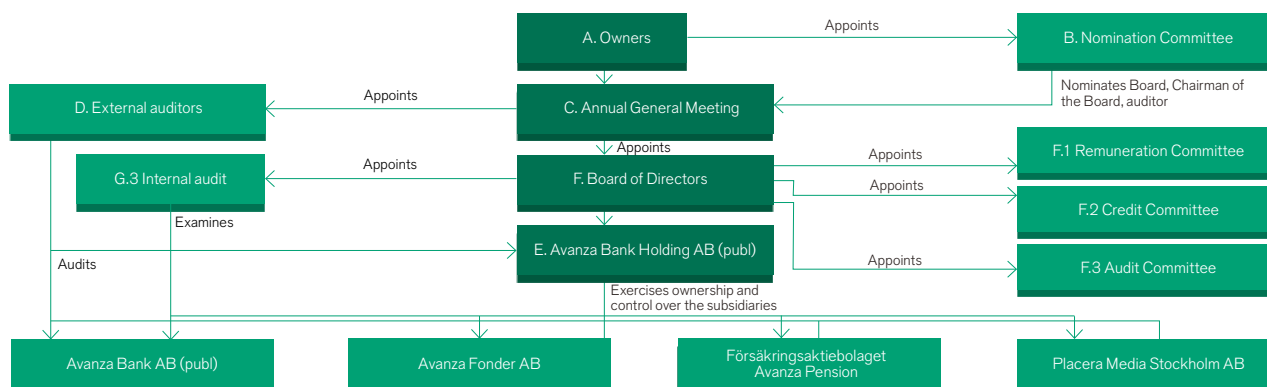 A. Owners
Appoints
B. Nomination Committee
Nominates Board, Chairman of
the Board, auditor
D. External auditors
Appoints
C. Annual General Meeting
Appoints
G.3 Internal audit
Appoints
F. Board of Directors
Appoints
F.1 Remuneration Committee
Appoints
F.2 Credit Committee
Examines
E. Avanza Bank Holding AB (publ)
Audits
Appoints
F.3 Audit Committee
Exercises ownership and
control over the subsidiaries
Avanza Bank AB (publ)
Avanza Fonder AB
Försäkringsaktiebolaget
Avanza Pension
Placera Media Stockholm AB